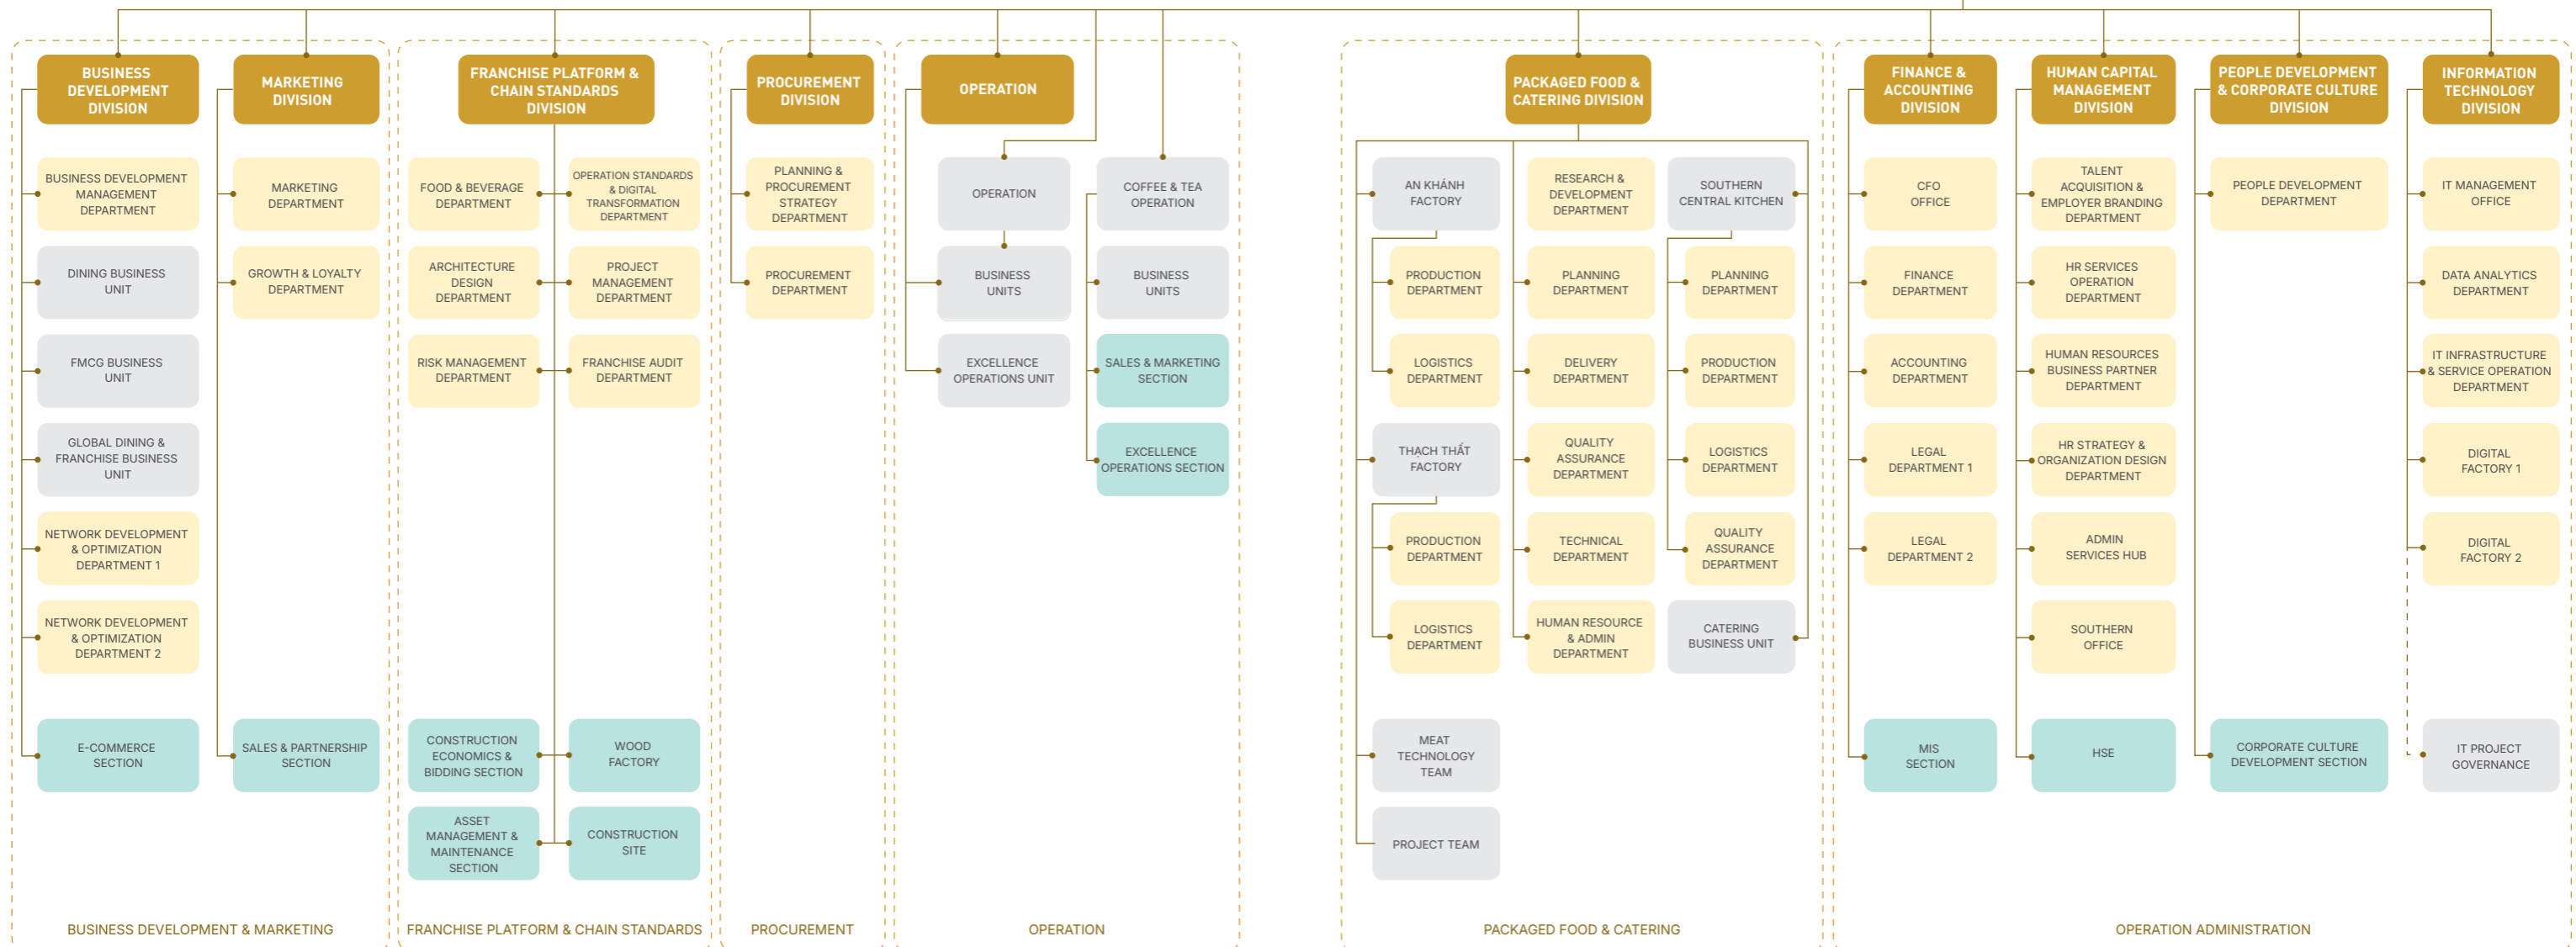 BUSINESS
DEVELOPMENT
DIVISION
BUSINESS DEVELOPMENT
MANAGEMENT
DEPARTMENT
DINING BUSINESS
UNIT
FMCG BUSINESS
UNIT
GLOBAL DINING &
FRANCHISE BUSINESS
UNIT
NETWORK DEVELOPMENT
& OPTIMIZATION
DEPARTMENT 1
NETWORK DEVELOPMENT
& OPTIMIZATION
DEPARTMENT 2
E-COMMERCE
SECTION
MARKETING
DIVISION
MARKETING
DEPARTMENT
GROWTH & LOYALTY
DEPARTMENT
SALES & PARTNERSHIP
SECTION
BUSINESS DEVELOPMENT & MARKETING
FRANCHISE PLATFORM &
CHAIN STANDARDS
DIVISION
FOOD & BEVERAGE
DEPARTMENT
OPERATION STANDARDS
& DIGITAL
TRANSFORMATION
DEPARTMENT
ARCHITECTURE
DESIGN
DEPARTMENT
PROJECT
MANAGEMENT
DEPARTMENT
RISK MANAGEMENT
DEPARTMENT
FRANCHISE AUDIT
DEPARTMENT
CONSTRUCTION
ECONOMICS &
BIDDING SECTION
WOOD
FACTORY
ASSET
MANAGEMENT &
MAINTENANCE
SECTION
CONSTRUCTION
SITE
FRANCHISE PLATFORM & CHAIN STANDARDS
PROCUREMENT
DIVISION
PLANNING &
PROCUREMENT
STRATEGY
DEPARTMENT
PROCUREMENT
DEPARTMENT
PROCUREMENT
OPERATION
OPERATION
BUSINESS
UNITS
EXCELLENCE
OPERATIONS UNIT
COFFEE & TEA
OPERATION
BUSINESS
UNITS
SALES & MARKETING
SECTION
EXCELLENCE
OPERATIONS SECTION
OPERATION
PACKAGED FOOD &
CATERING DIVISION
AN KHÁNH
FACTORY
PRODUCTION
DEPARTMENT
LOGISTICS
DEPARTMENT
THẠCH THẤT
FACTORY
PRODUCTION
DEPARTMENT
LOGISTICS
DEPARTMENT
MEAT
TECHNOLOGY
TEAM
PROJECT TEAM
RESEARCH &
DEVELOPMENT
DEPARTMENT
PLANNING
DEPARTMENT
DELIVERY
DEPARTMENT
QUALITY
ASSURANCE
DEPARTMENT
TECHNICAL
DEPARTMENT
HUMAN RESOURCE
& ADMIN
DEPARTMENT
SOUTHERN
CENTRAL KITCHEN
PLANNING
DEPARTMENT
PRODUCTION
DEPARTMENT
LOGISTICS
DEPARTMENT
QUALITY
ASSURANCE
DEPARTMENT
CATERING
BUSINESS UNIT
PACKAGED FOOD & CATERING
FINANCE &
ACCOUNTING
DIVISION
CFO
OFFICE
FINANCE
DEPARTMENT
ACCOUNTING
DEPARTMENT
LEGAL
DEPARTMENT 1
LEGAL
DEPARTMENT 2
MIS
SECTION
HUMAN CAPITAL
MANAGEMENT
DIVISION
TALENT
ACQUISITION &
EMPLOYER BRANDING
DEPARTMENT
HR SERVICES
OPERATION
DEPARTMENT
HUMAN RESOURCES
BUSINESS PARTNER
DEPARTMENT
HR STRATEGY &
ORGANIZATION DESIGN
DEPARTMENT
ADMIN
SERVICES HUB
SOUTHERN
OFFICE
HSE
PEOPLE DEVELOPMENT
& CORPORATE CULTURE
DIVISION
PEOPLE DEVELOPMENT
DEPARTMENT
CORPORATE CULTURE
DEVELOPMENT SECTION
INFORMATION
TECHNOLOGY
DIVISION
IT MANAGEMENT
OFFICE
DATA ANALYTICS
DEPARTMENT
IT INFRASTRUCTURE
& SERVICE OPERATION
DEPARTMENT
DIGITAL
FACTORY 1
DIGITAL
FACTORY 2
IT PROJECT
GOVERNANCE
OPERATION ADMINISTRATION